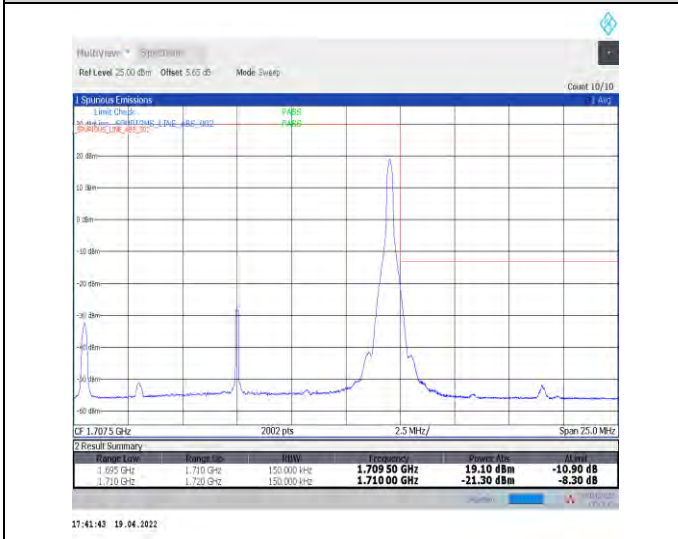 MultiView Spectrum
Ref Level 25.00 dBm Offset 5.65 dB Mode Sweep
Count 10/10
1 Spurious Emissions 1 Avg
Limit Check PASS
Line _SPURIOUS_LINE_ABS_002 PASS
_SPURIOUS_LINE_ABS_002
20 dBm
10 dBm
0 dBm
-10 dBm
-20 dBm
-30 dBm
-40 dBm
-50 dBm
-60 dBm
CF 1.7075 GHz 2002 pts 2.5 MHz/ Span 25.0 MHz
2 Result Summary
Range Low Range Up RBW Frequency Power Abs ΔLimit
1.695 GHz 1.710 GHz 150.000 kHz 1.709 50 GHz 19.10 dBm -10.90 dB
1.710 GHz 1.720 GHz 150.000 kHz 1.710 00 GHz -21.30 dBm -8.30 dB
17:41:43 19.04.2022